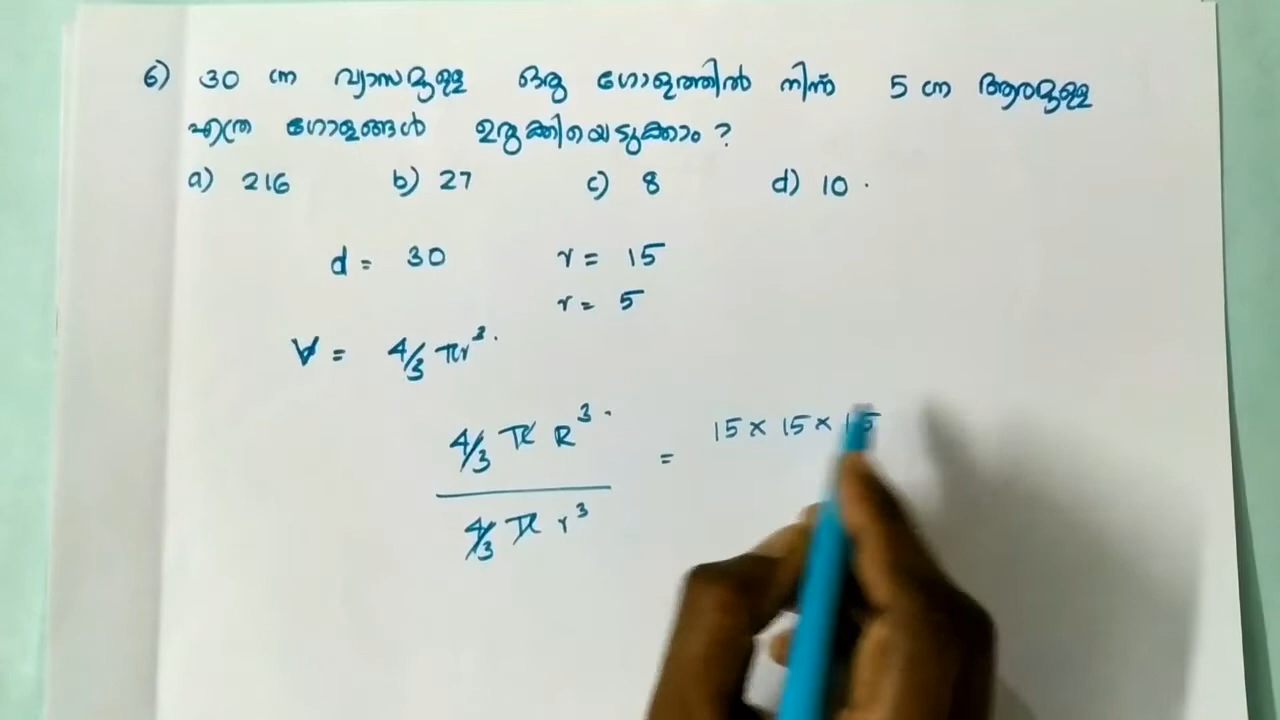 6) 30 cm വ്യാസമുള്ള ഒരു ഗോളത്തിൽ നിന്ന് 5 cm ആരമുള്ള
എത്ര ഗോളങ്ങൾ ഉരുക്കിയെടുക്കാം ?
a) 216 b) 27 c) 8 d) 10 .
d = 30 r = 15
r = 5
V = 4/3 πr³.
4/3 π R³ . = 15 × 15 × 15
4/3 π r³